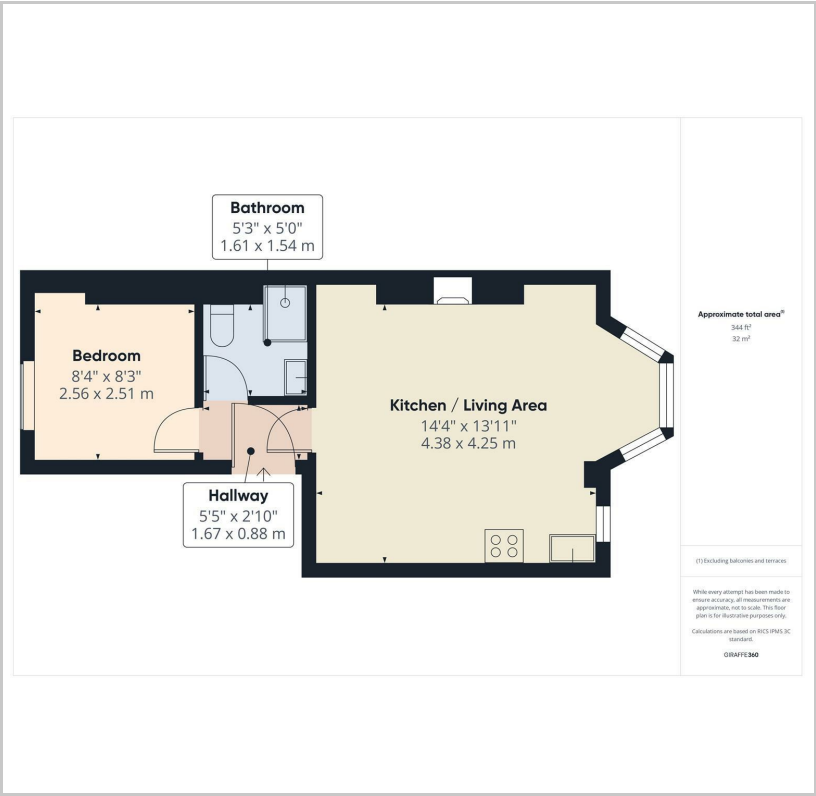 Bathroom
5'3" x 5'0"
1.61 x 1.54 m
Bedroom
8'4" x 8'3"
2.56 x 2.51 m
Kitchen / Living Area
14'4" x 13'11"
4.38 x 4.25 m
Hallway
5'5" x 2'10"
1.67 x 0.88 m
Approximate total area⁽¹⁾
344 ft²
32 m²
(1) Excluding balconies and terraces
While every attempt has been made to
ensure accuracy, all measurements are
approximate, not to scale. This floor
plan is for illustrative purposes only.
Calculations are based on RICS IPMS 3C
standard.
GIRAFFE360